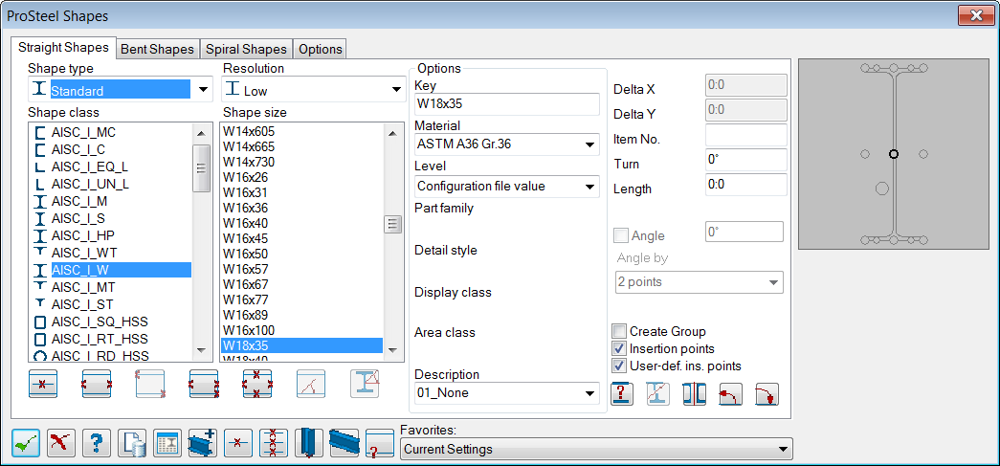 ProSteel Shapes
Straight Shapes
Bent Shapes
Spiral Shapes
Options
Shape type
Standard
Resolution
Low
Shape class
AISC_I_MC
AISC_I_C
AISC_I_EQ_L
AISC_I_UN_L
AISC_I_M
AISC_I_S
AISC_I_HP
AISC_I_WT
AISC_I_W
AISC_I_MT
AISC_I_ST
AISC_I_SQ_HSS
AISC_I_RT_HSS
AISC_I_RD_HSS
Shape size
W14x605
W14x665
W14x730
W16x26
W16x31
W16x36
W16x40
W16x45
W16x50
W16x57
W16x67
W16x77
W16x89
W16x100
W18x35
W18x40
Options
Key
W18x35
Material
ASTM A36 Gr.36
Level
Configuration file value
Part family
Detail style
Display class
Area class
Description
01_None
Delta X
0:0
Delta Y
0:0
Item No.
Turn
0°
Length
0:0
Angle
0°
Angle by
2 points
Create Group
Insertion points
User-def. ins. points
?
?
?
Favorites:
Current Settings